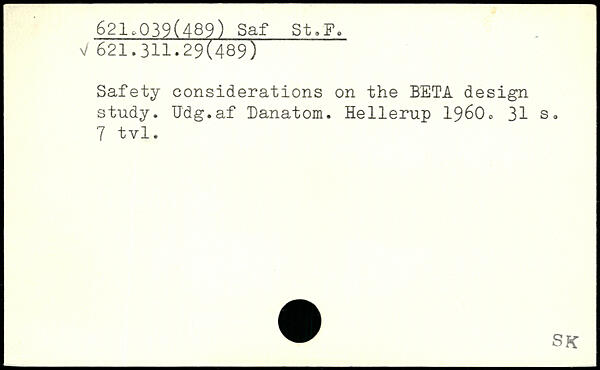 621.039(489) Saf St.F.
✓ 621.311.29(489)
Safety considerations on the BETA design
study. Udg.af Danatom. Hellerup 1960. 31 s.
7 tvl.
SK